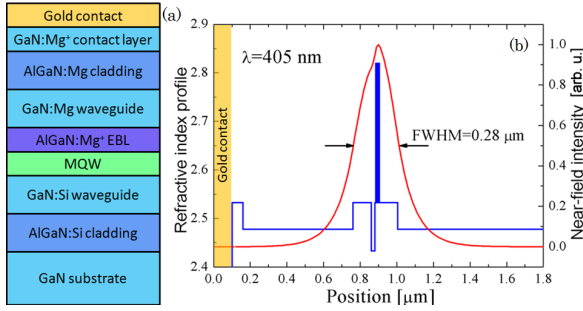 Gold contact
GaN:Mg⁺ contact layer
AlGaN:Mg cladding
GaN:Mg waveguide
AlGaN:Mg⁺ EBL
MQW
GaN:Si waveguide
AlGaN:Si cladding
GaN substrate
(a)
(b)
λ=405 nm
FWHM=0.28 μm
Gold contact
Refractive index profile
2.9
2.8
2.7
2.6
2.5
2.4
Near-field intensity [arb. u.]
1.0
0.8
0.6
0.4
0.2
0.0
0.0 0.2 0.4 0.6 0.8 1.0 1.2 1.4 1.6 1.8
Position [μm]